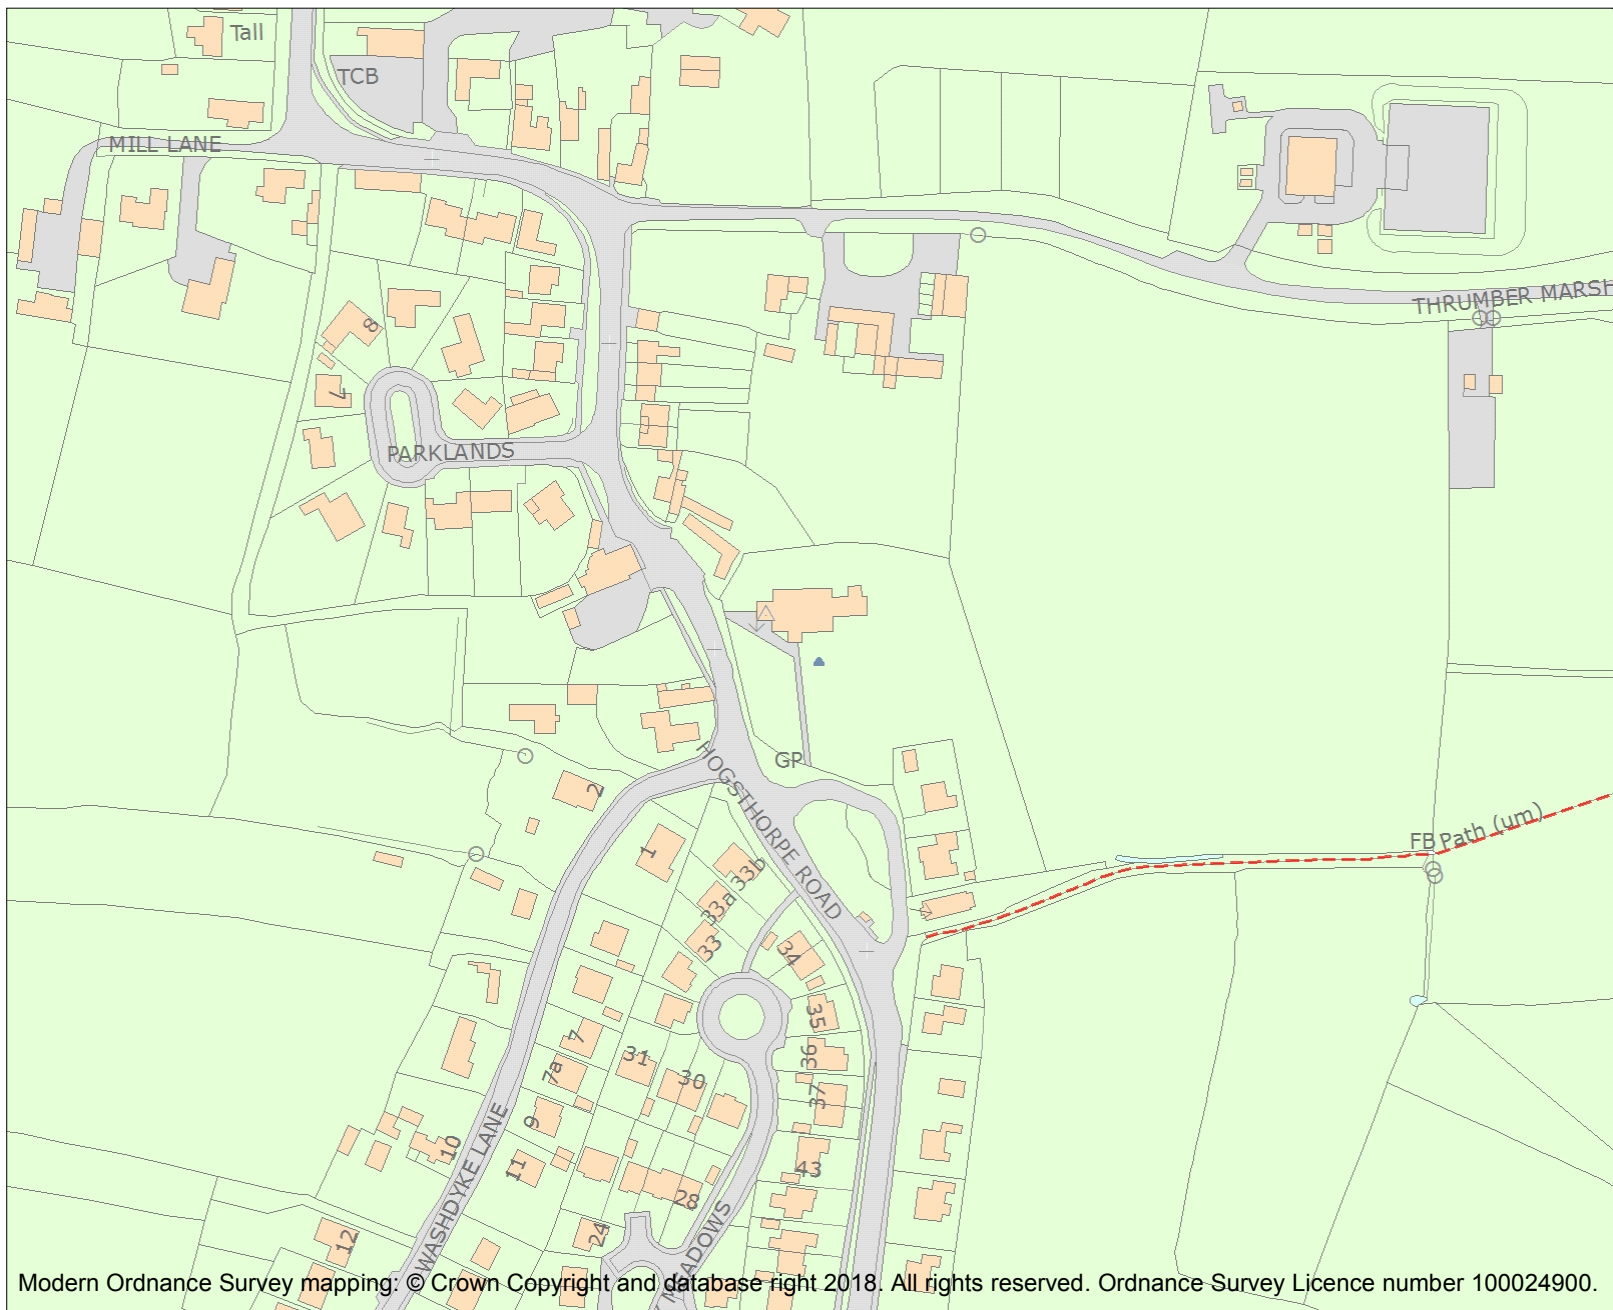 Tall
TCB
MILL LANE
THRUMBER MARSH
8
7
PARKLANDS
GP
HOGSTHORPE ROAD
2
1
33b
33a
33
34
FB
Path (um)
35
36
37
43
31
30
28
24
7
7a
9
11
10
12
WASHDYKE LANE
MEADOWS
Modern Ordnance Survey mapping: © Crown Copyright and database right 2018. All rights reserved. Ordnance Survey Licence number 100024900.